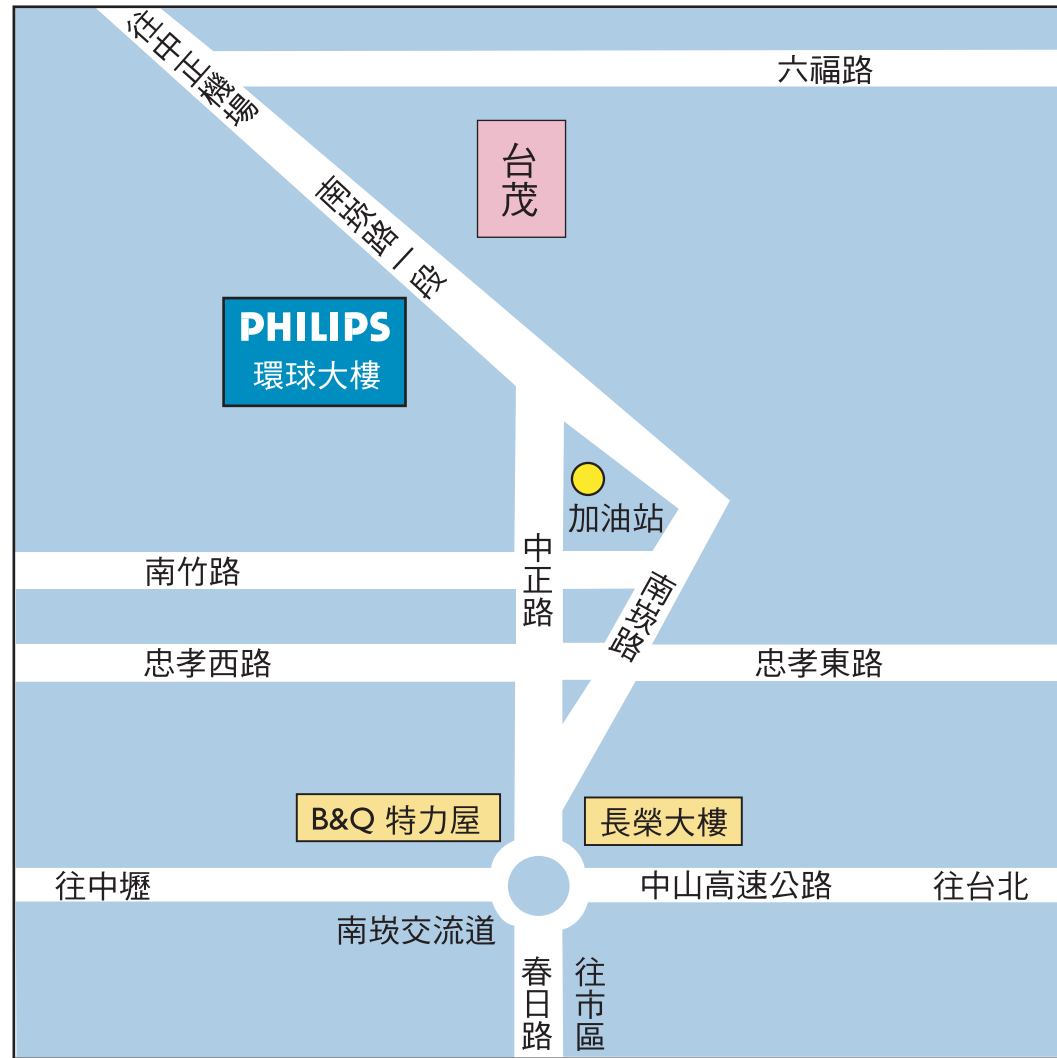 往中正機場
六福路
台茂
南崁路一段
PHILIPS
環球大樓
加油站
中正路
南竹路
南崁路
忠孝西路
忠孝東路
B&Q 特力屋
長榮大樓
往中壢
中山高速公路
往台北
南崁交流道
春日路
往市區